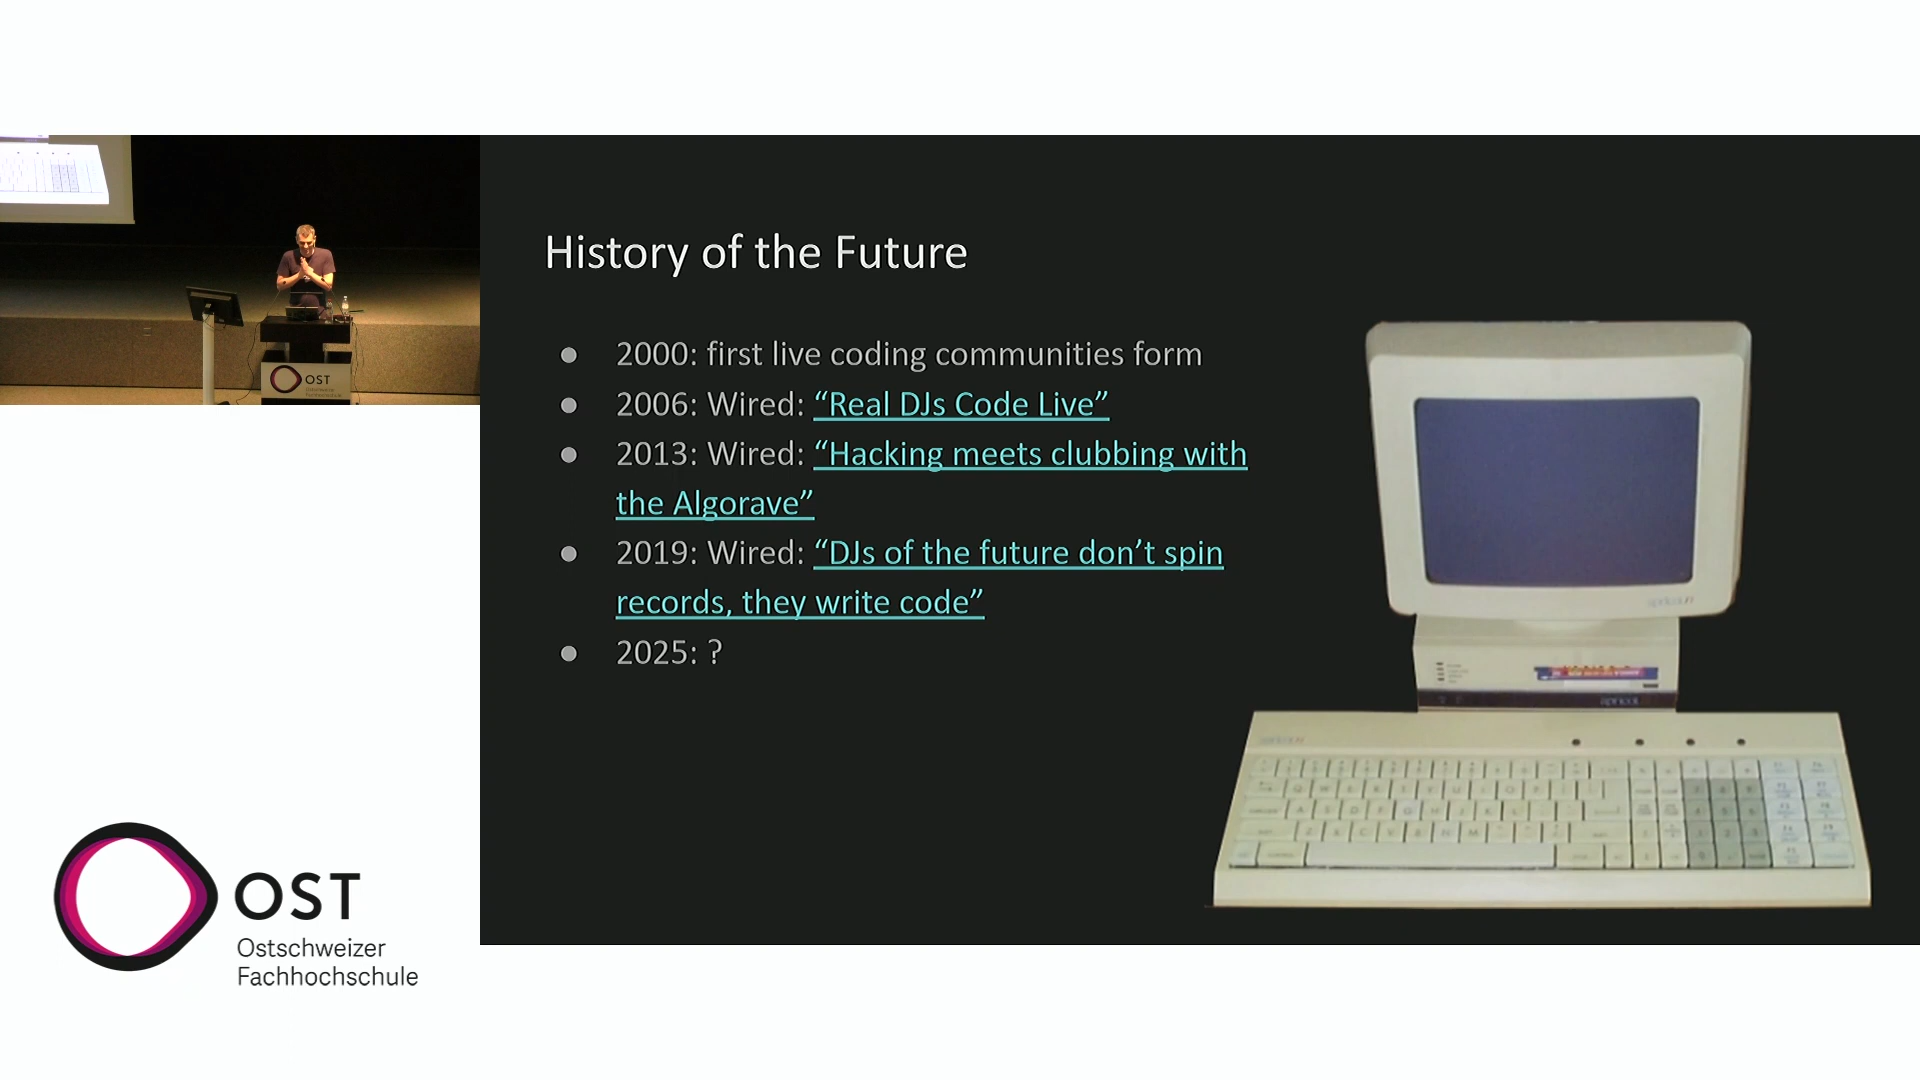 History of the Future
● 2000: first live coding communities form
● 2006: Wired: “Real DJs Code Live”
● 2013: Wired: “Hacking meets clubbing with
the Algorave”
● 2019: Wired: “DJs of the future don’t spin
records, they write code”
● 2025: ?
apricot
OST
OST
Ostschweizer
Fachhochschule